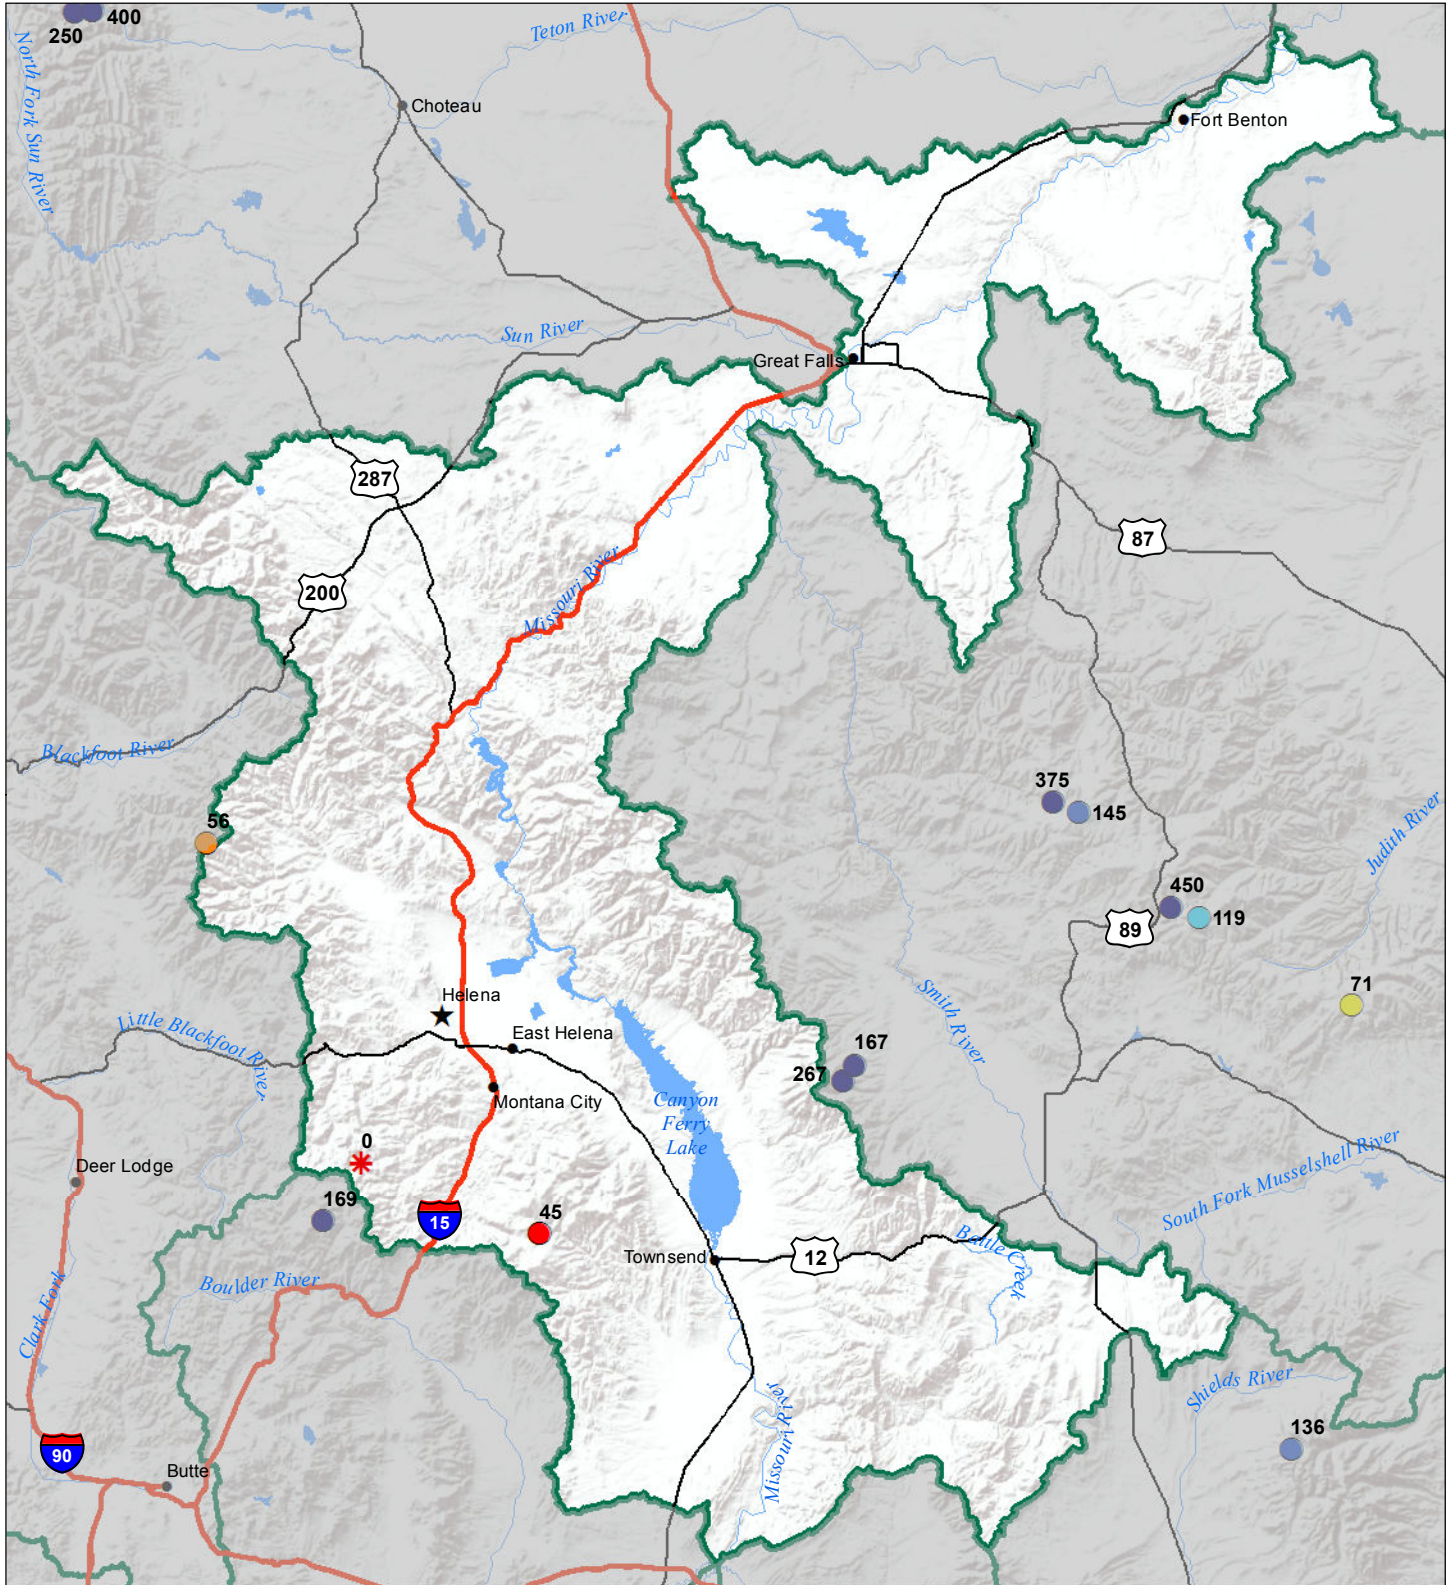 400
250
Teton River
North Fork Sun River
Choteau
Fort Benton
Sun River
Great Falls
287
87
200
Missouri River
Blackfoot River
375
145
56
Judith River
450
119
89
71
Helena
Smith River
Little Blackfoot River
East Helena
167
267
Montana City
Canyon
Ferry
Lake
0
Deer Lodge
South Fork Musselshell River
169
45
15
Townsend
12
Battle Creek
Boulder River
Clark Fork
Shields River
Missouri River
136
90
Butte